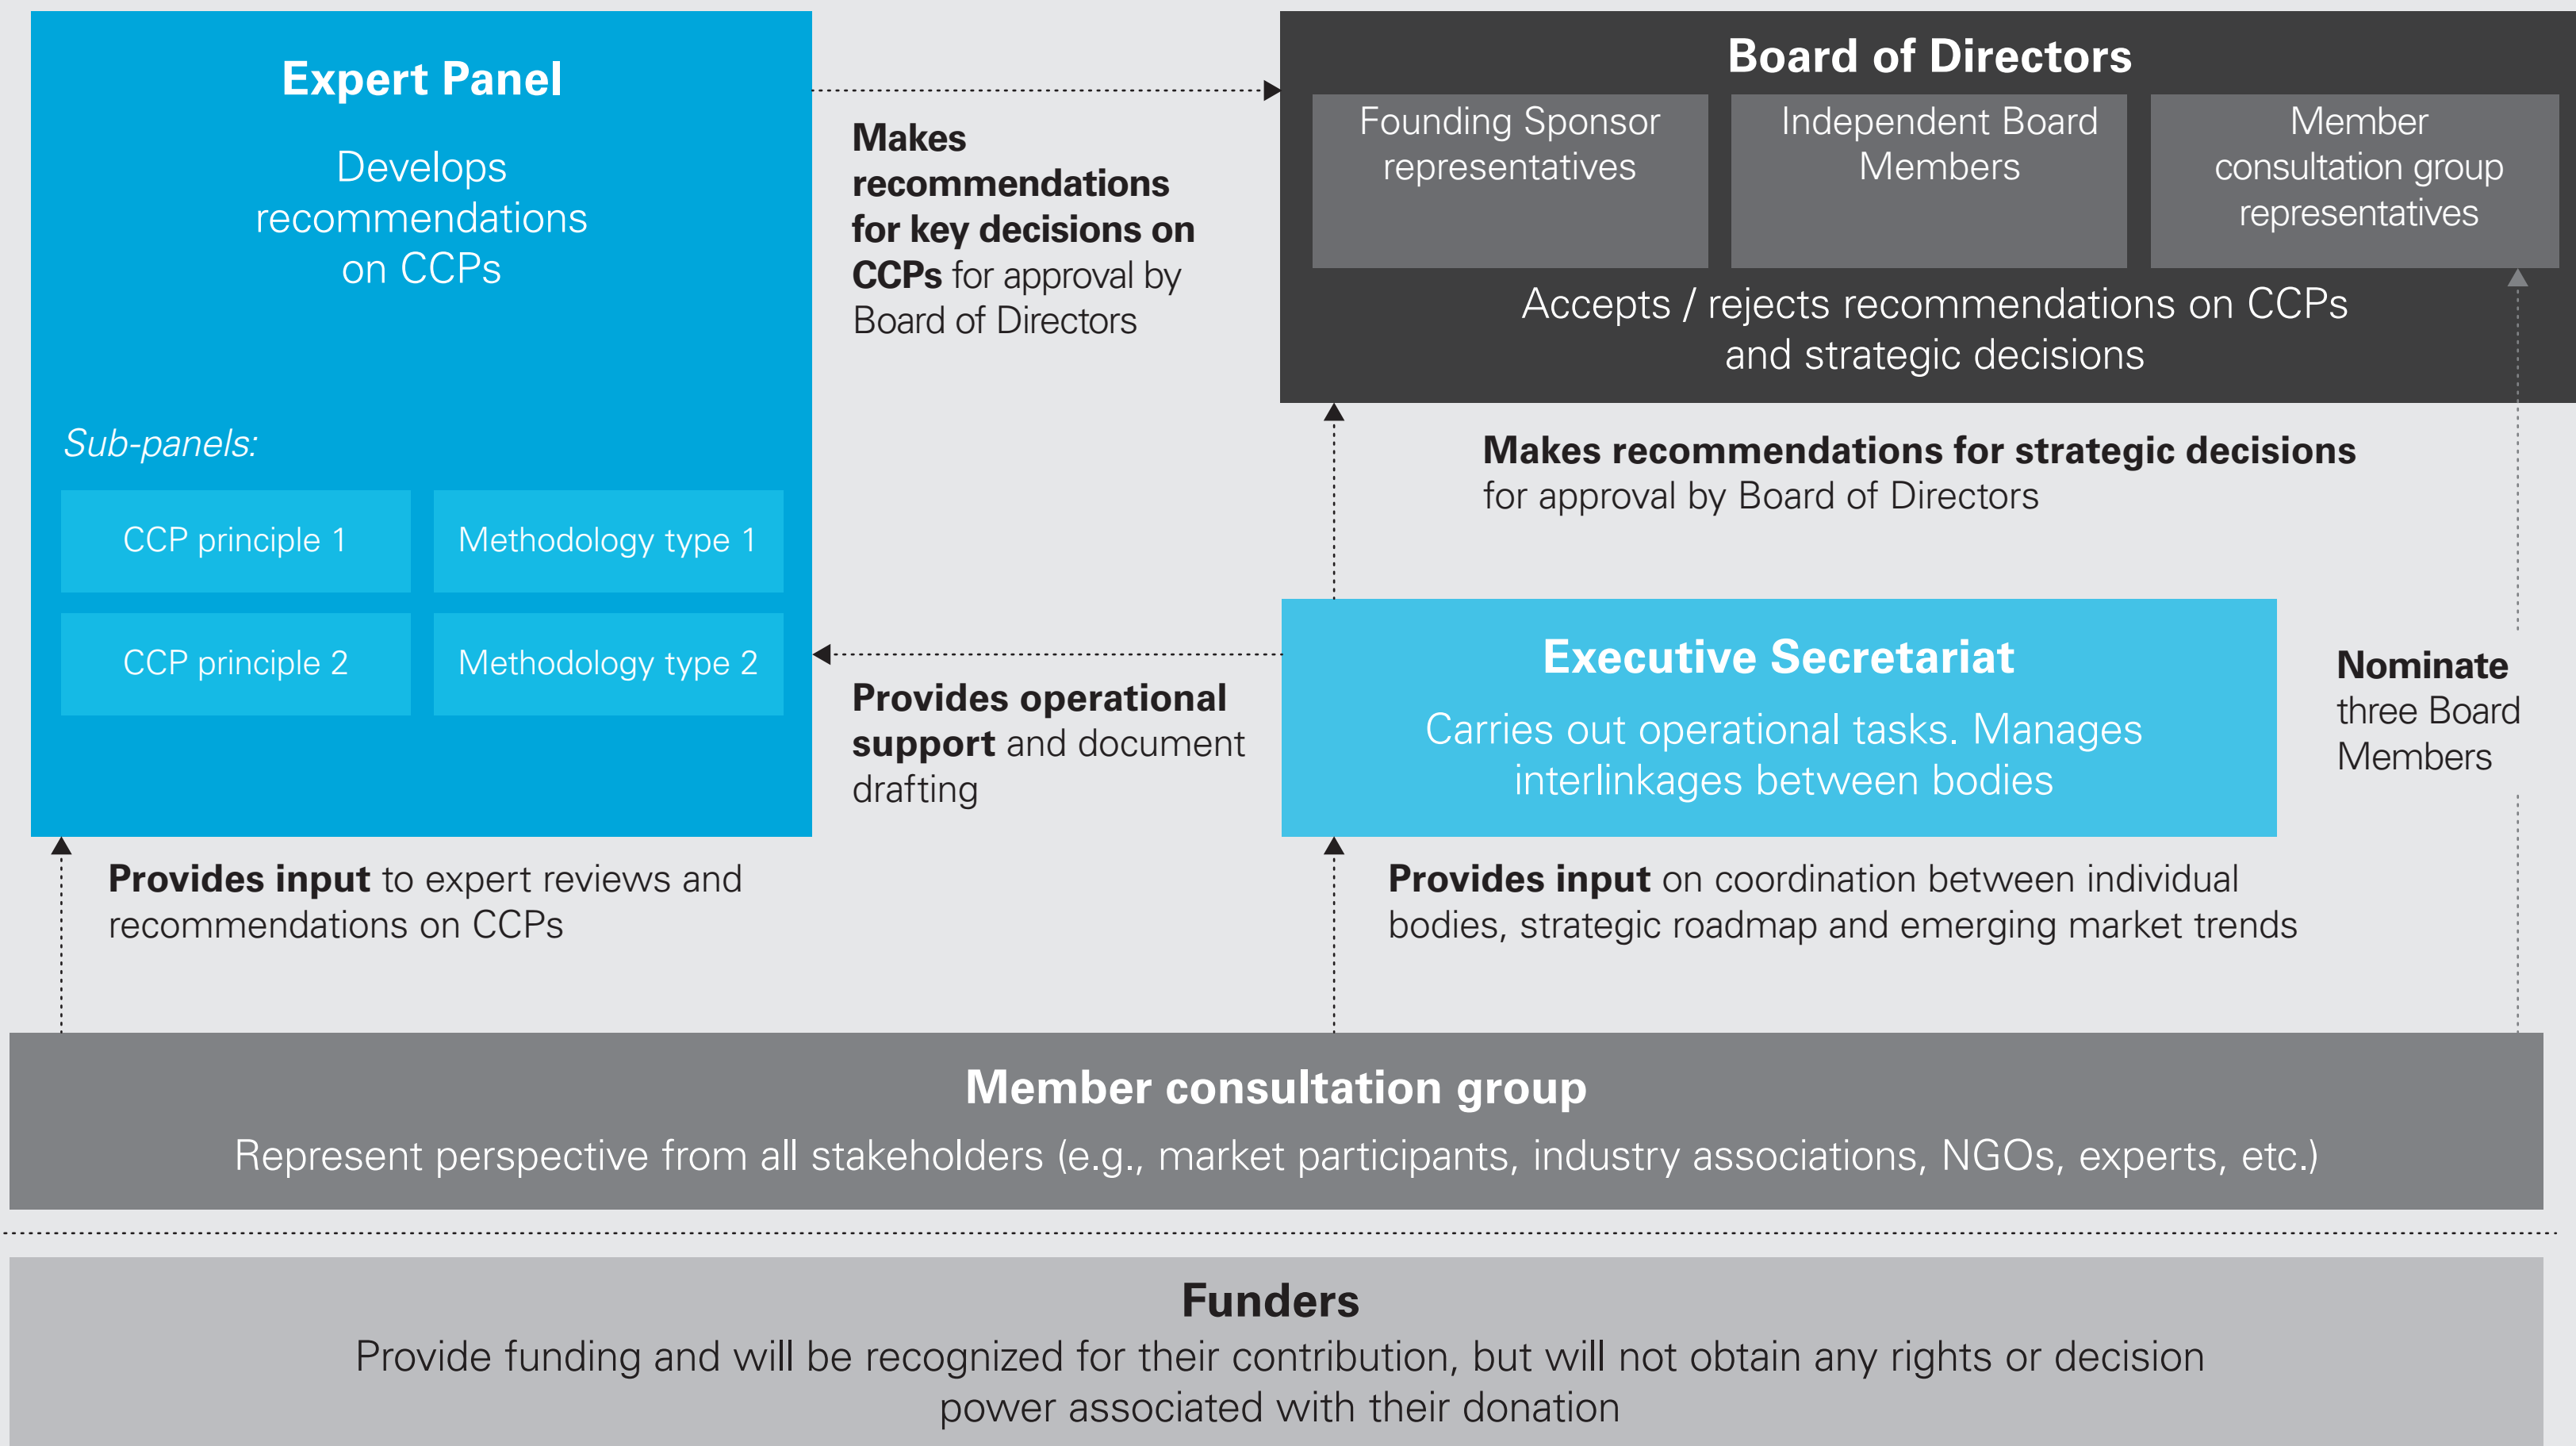 Expert Panel
Develops
recommendations
on CCPs
Sub-panels:
CCP principle 1
Methodology type 1
CCP principle 2
Methodology type 2
Makes
recommendations
for key decisions on
CCPs for approval by
Board of Directors
Board of Directors
Founding Sponsor
representatives
Independent Board
Members
Member
consultation group
representatives
Accepts / rejects recommendations on CCPs
and strategic decisions
Makes recommendations for strategic decisions
for approval by Board of Directors
Provides operational
support and document
drafting
Executive Secretariat
Carries out operational tasks. Manages
interlinkages between bodies
Nominate
three Board
Members
Provides input to expert reviews and
recommendations on CCPs
Provides input on coordination between individual
bodies, strategic roadmap and emerging market trends
Member consultation group
Represent perspective from all stakeholders (e.g., market participants, industry associations, NGOs, experts, etc.)
Funders
Provide funding and will be recognized for their contribution, but will not obtain any rights or decision
power associated with their donation